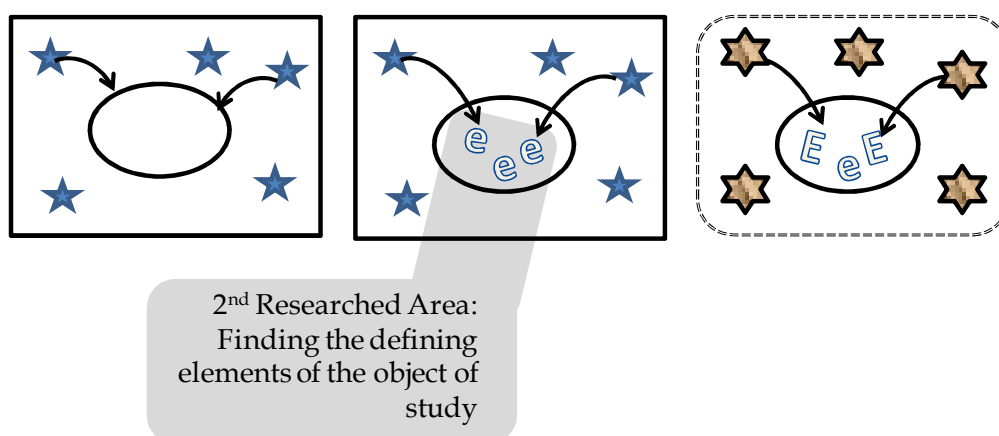 e e e
E e E
2nd Researched Area:
Finding the defining
elements of the object of
study